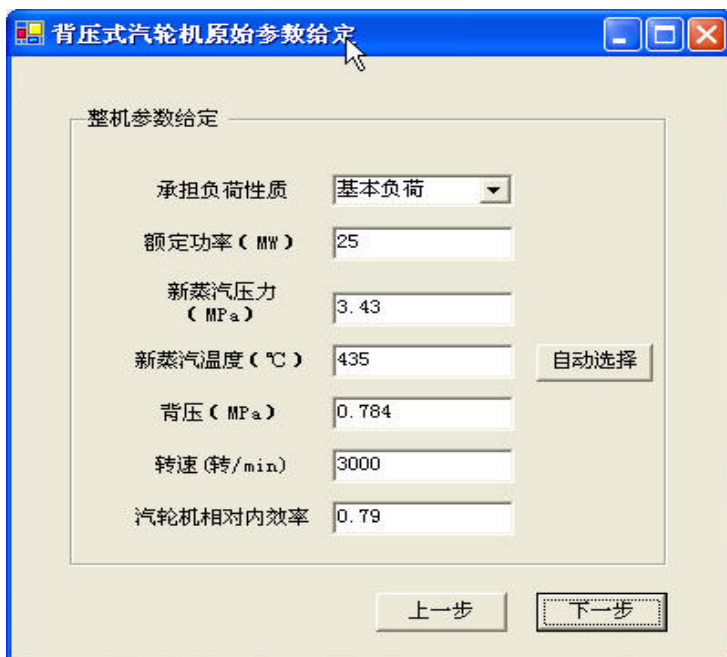 背压式汽轮机原始参数给定
整机参数给定
承担负荷性质 基本负荷
额定功率(MW) 25
新蒸汽压力
(MPa) 3.43
新蒸汽温度(℃) 435 自动选择
背压(MPa) 0.784
转速(转/min) 3000
汽轮机相对内效率 0.79
上一步 下一步